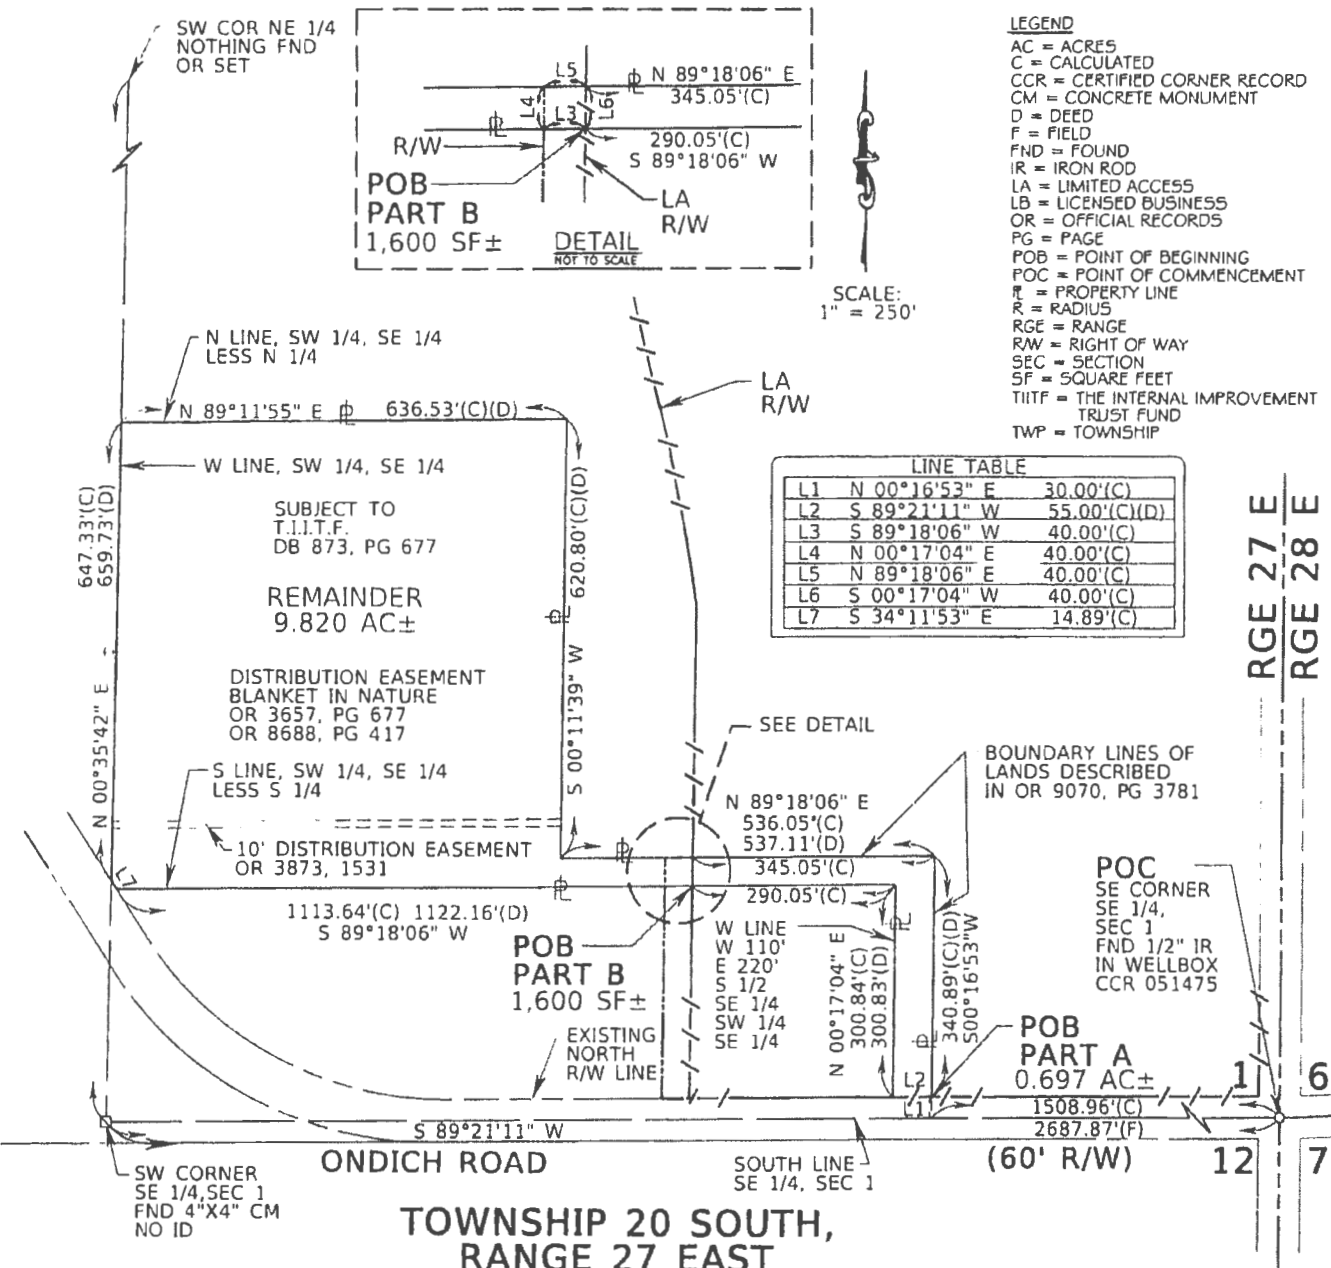 SW COR NE 1/4
NOTHING FND
OR SET
L5
N 89°18'06" E
345.05'(C)
L4
L3
L6
290.05'(C)
S 89°18'06" W
R/W
POB
PART B
1,600 SF±
LA
R/W
DETAIL
NOT TO SCALE
SCALE:
1" = 250'
LEGEND
AC = ACRES
C = CALCULATED
CCR = CERTIFIED CORNER RECORD
CM = CONCRETE MONUMENT
D = DEED
F = FIELD
FND = FOUND
IR = IRON ROD
LA = LIMITED ACCESS
LB = LICENSED BUSINESS
OR = OFFICIAL RECORDS
PG = PAGE
POB = POINT OF BEGINNING
POC = POINT OF COMMENCEMENT
PL = PROPERTY LINE
R = RADIUS
RGE = RANGE
R/W = RIGHT OF WAY
SEC = SECTION
SF = SQUARE FEET
TIITF = THE INTERNAL IMPROVEMENT
TRUST FUND
TWP = TOWNSHIP
N LINE, SW 1/4, SE 1/4
LESS N 1/4
LA
R/W
N 89°11'55" E PL 636.53'(C)(D)
W LINE, SW 1/4, SE 1/4
647.33'(C)
659.73'(D)
N 00°35'42" E
SUBJECT TO
T.I.I.T.F.
DB 873, PG 677
REMAINDER
9.820 AC±
620.80'(C)(D)
PL
S 00°11'39" W
DISTRIBUTION EASEMENT
BLANKET IN NATURE
OR 3657, PG 677
OR 8688, PG 417
S LINE, SW 1/4, SE 1/4
LESS S 1/4
10' DISTRIBUTION EASEMENT
OR 3873, 1531
LINE TABLE
L1 N 00°16'53" E 30.00'(C)
L2 S 89°21'11" W 55.00'(C)(D)
L3 S 89°18'06" W 40.00'(C)
L4 N 00°17'04" E 40.00'(C)
L5 N 89°18'06" E 40.00'(C)
L6 S 00°17'04" W 40.00'(C)
L7 S 34°11'53" E 14.89'(C)
RGE 27 E
RGE 28 E
SEE DETAIL
BOUNDARY LINES OF
LANDS DESCRIBED
IN OR 9070, PG 3781
N 89°18'06" E
536.05'(C)
537.11'(D)
PL
345.05'(C)
290.05'(C)
PL
L7
1113.64'(C) 1122.16'(D)
S 89°18'06" W
POB
PART B
1,600 SF±
W LINE
W 110'
E 220'
S 1/2
SE 1/4
SW 1/4
SE 1/4
N 00°17'04" E
300.84'(C)
300.83'(D)
PL
340.89'(C)(D)
S00°16'53"W
PL
POC
SE CORNER
SE 1/4,
SEC 1
FND 1/2" IR
IN WELLBOX
CCR 051475
POB
PART A
0.697 AC±
EXISTING
NORTH
R/W LINE
L2
L1
1508.96'(C)
2687.87'(F)
1
6
12
7
S 89°21'11" W
ONDICH ROAD
(60' R/W)
SOUTH LINE
SE 1/4, SEC 1
SW CORNER
SE 1/4,SEC 1
FND 4"X4" CM
NO ID
TOWNSHIP 20 SOUTH,
RANGE 27 EAST